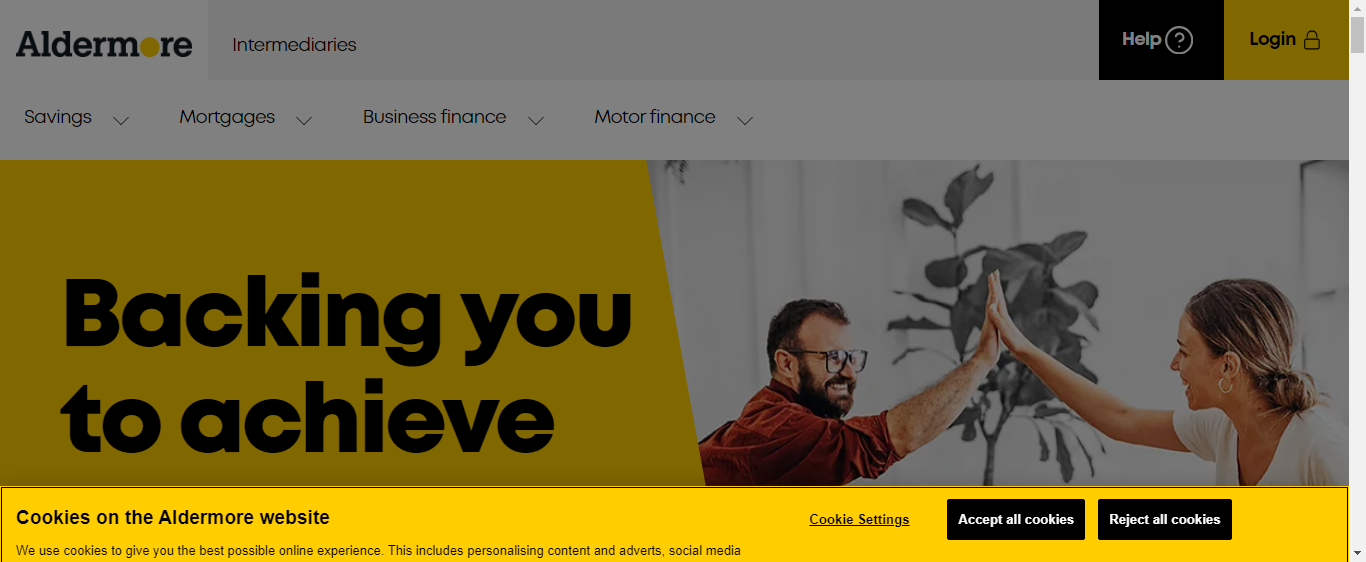 Aldermore
Intermediaries
Help
Login
Savings
Mortgages
Business finance
Motor finance
Backing you
to achieve
Cookies on the Aldermore website
We use cookies to give you the best possible online experience. This includes personalising content and adverts, social media
Cookie Settings
Accept all cookies
Reject all cookies